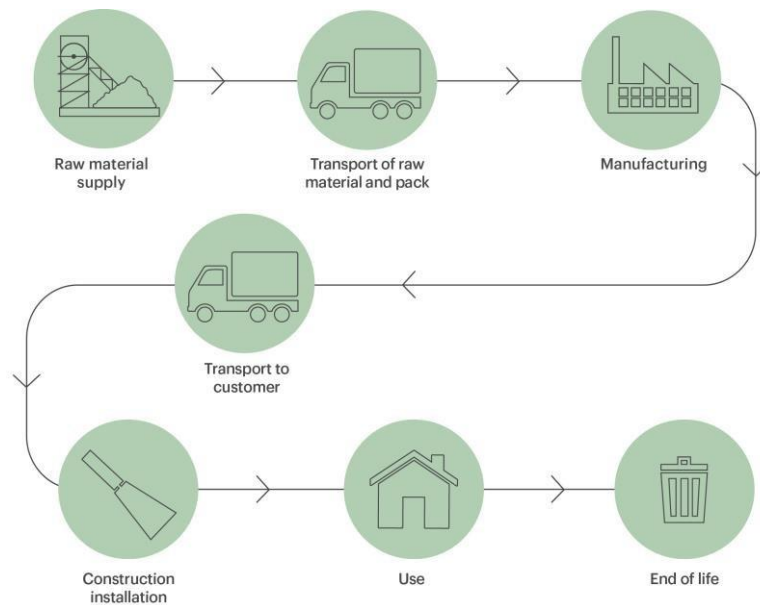 Raw material
supply
Transport of raw
material and pack
Manufacturing
Transport to
customer
Construction
installation
Use
End of life